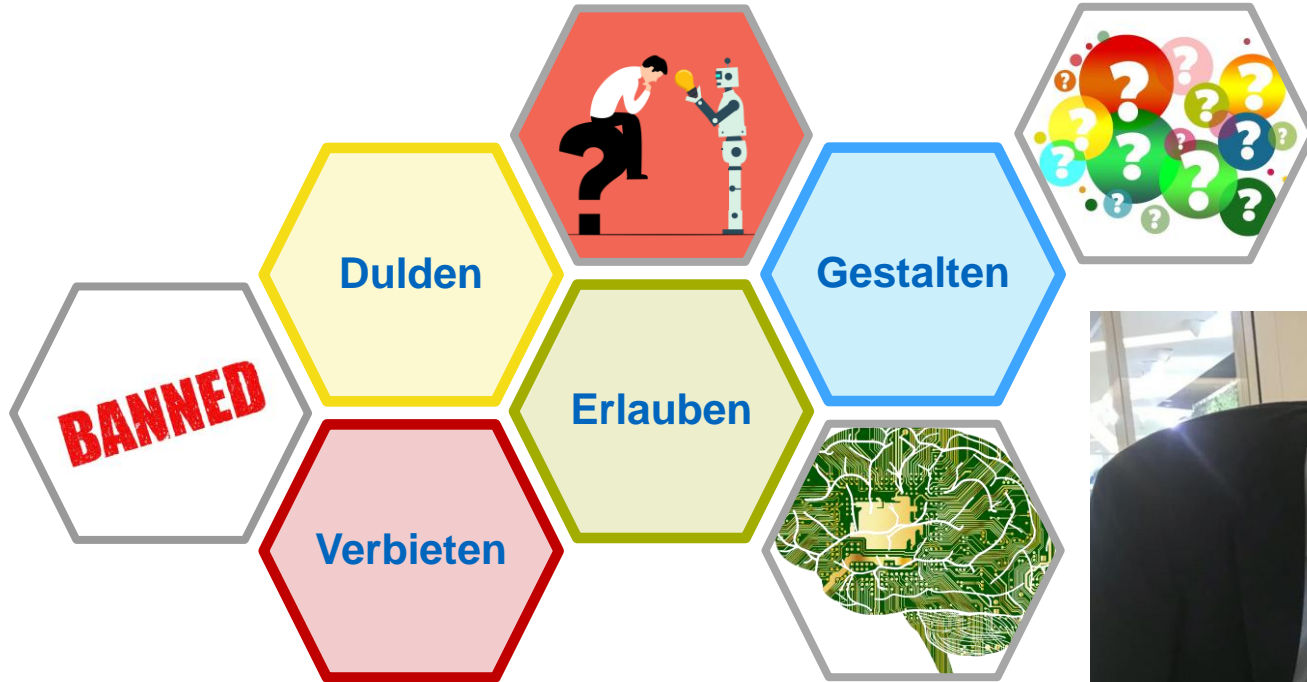 Dulden
Gestalten
BANNED
Erlauben
Verbieten
? ? ? ? ? ? ? ? ? ? ? ? ?
?